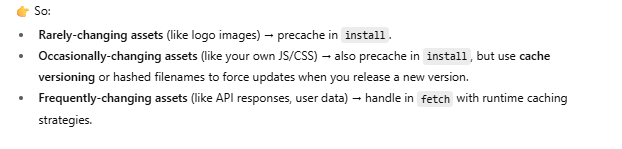 👉 So:
• Rarely-changing assets (like logo images) → precache in install.
• Occasionally-changing assets (like your own JS/CSS) → also precache in install, but use cache
versioning or hashed filenames to force updates when you release a new version.
• Frequently-changing assets (like API responses, user data) → handle in fetch with runtime caching
strategies.